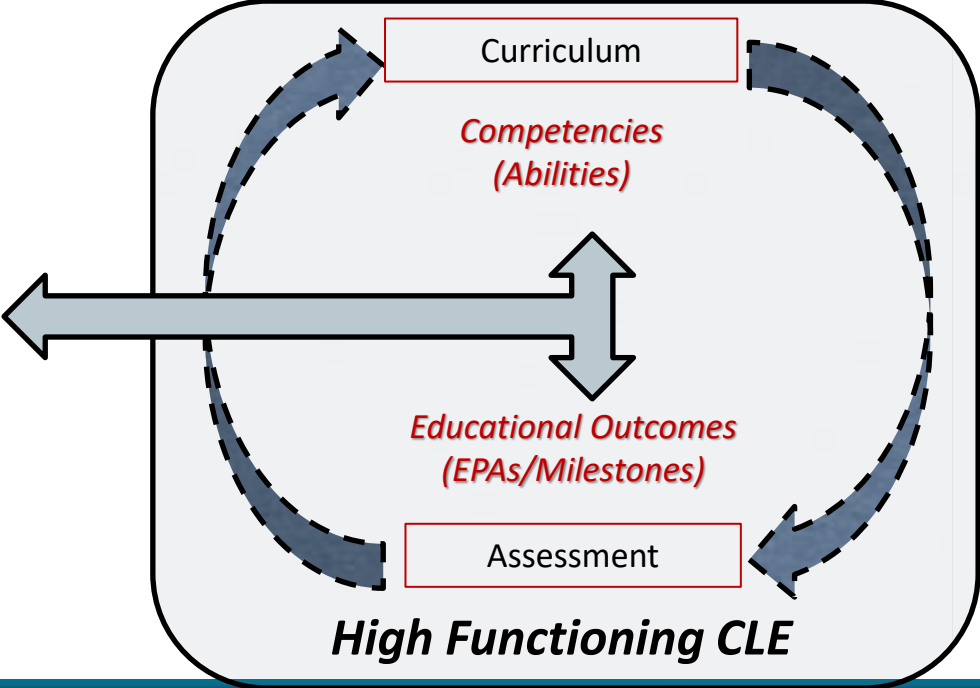 Curriculum
Competencies
(Abilities)
Educational Outcomes
(EPAs/Milestones)
Assessment
High Functioning CLE